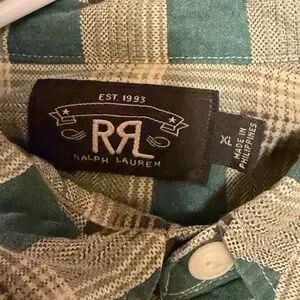 EST. 1993
RRL
RALPH LAUREN
XL
MADE IN
PHILIPPINES